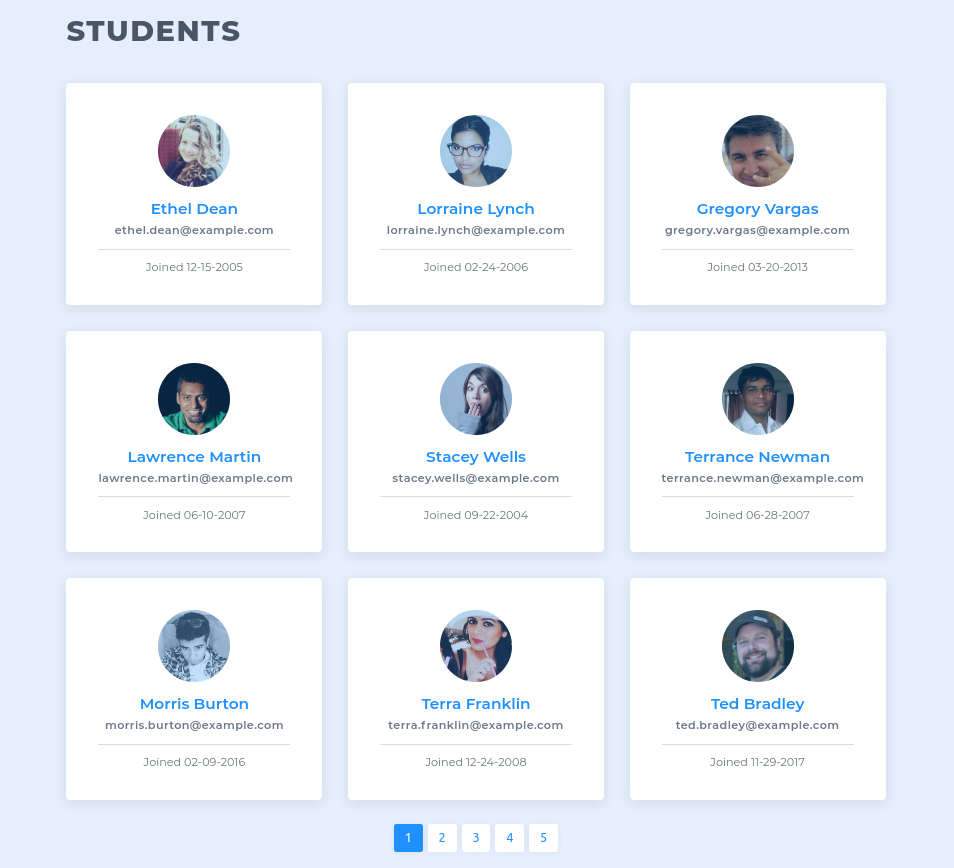 STUDENTS
Ethel Dean
ethel.dean@example.com
Joined 12-15-2005
Lorraine Lynch
lorraine.lynch@example.com
Joined 02-24-2006
Gregory Vargas
gregory.vargas@example.com
Joined 03-20-2013
Lawrence Martin
lawrence.martin@example.com
Joined 06-10-2007
Stacey Wells
stacey.wells@example.com
Joined 09-22-2004
Terrance Newman
terrance.newman@example.com
Joined 06-28-2007
Morris Burton
morris.burton@example.com
Joined 02-09-2016
Terra Franklin
terra.franklin@example.com
Joined 12-24-2008
Ted Bradley
ted.bradley@example.com
Joined 11-29-2017
1 2 3 4 5